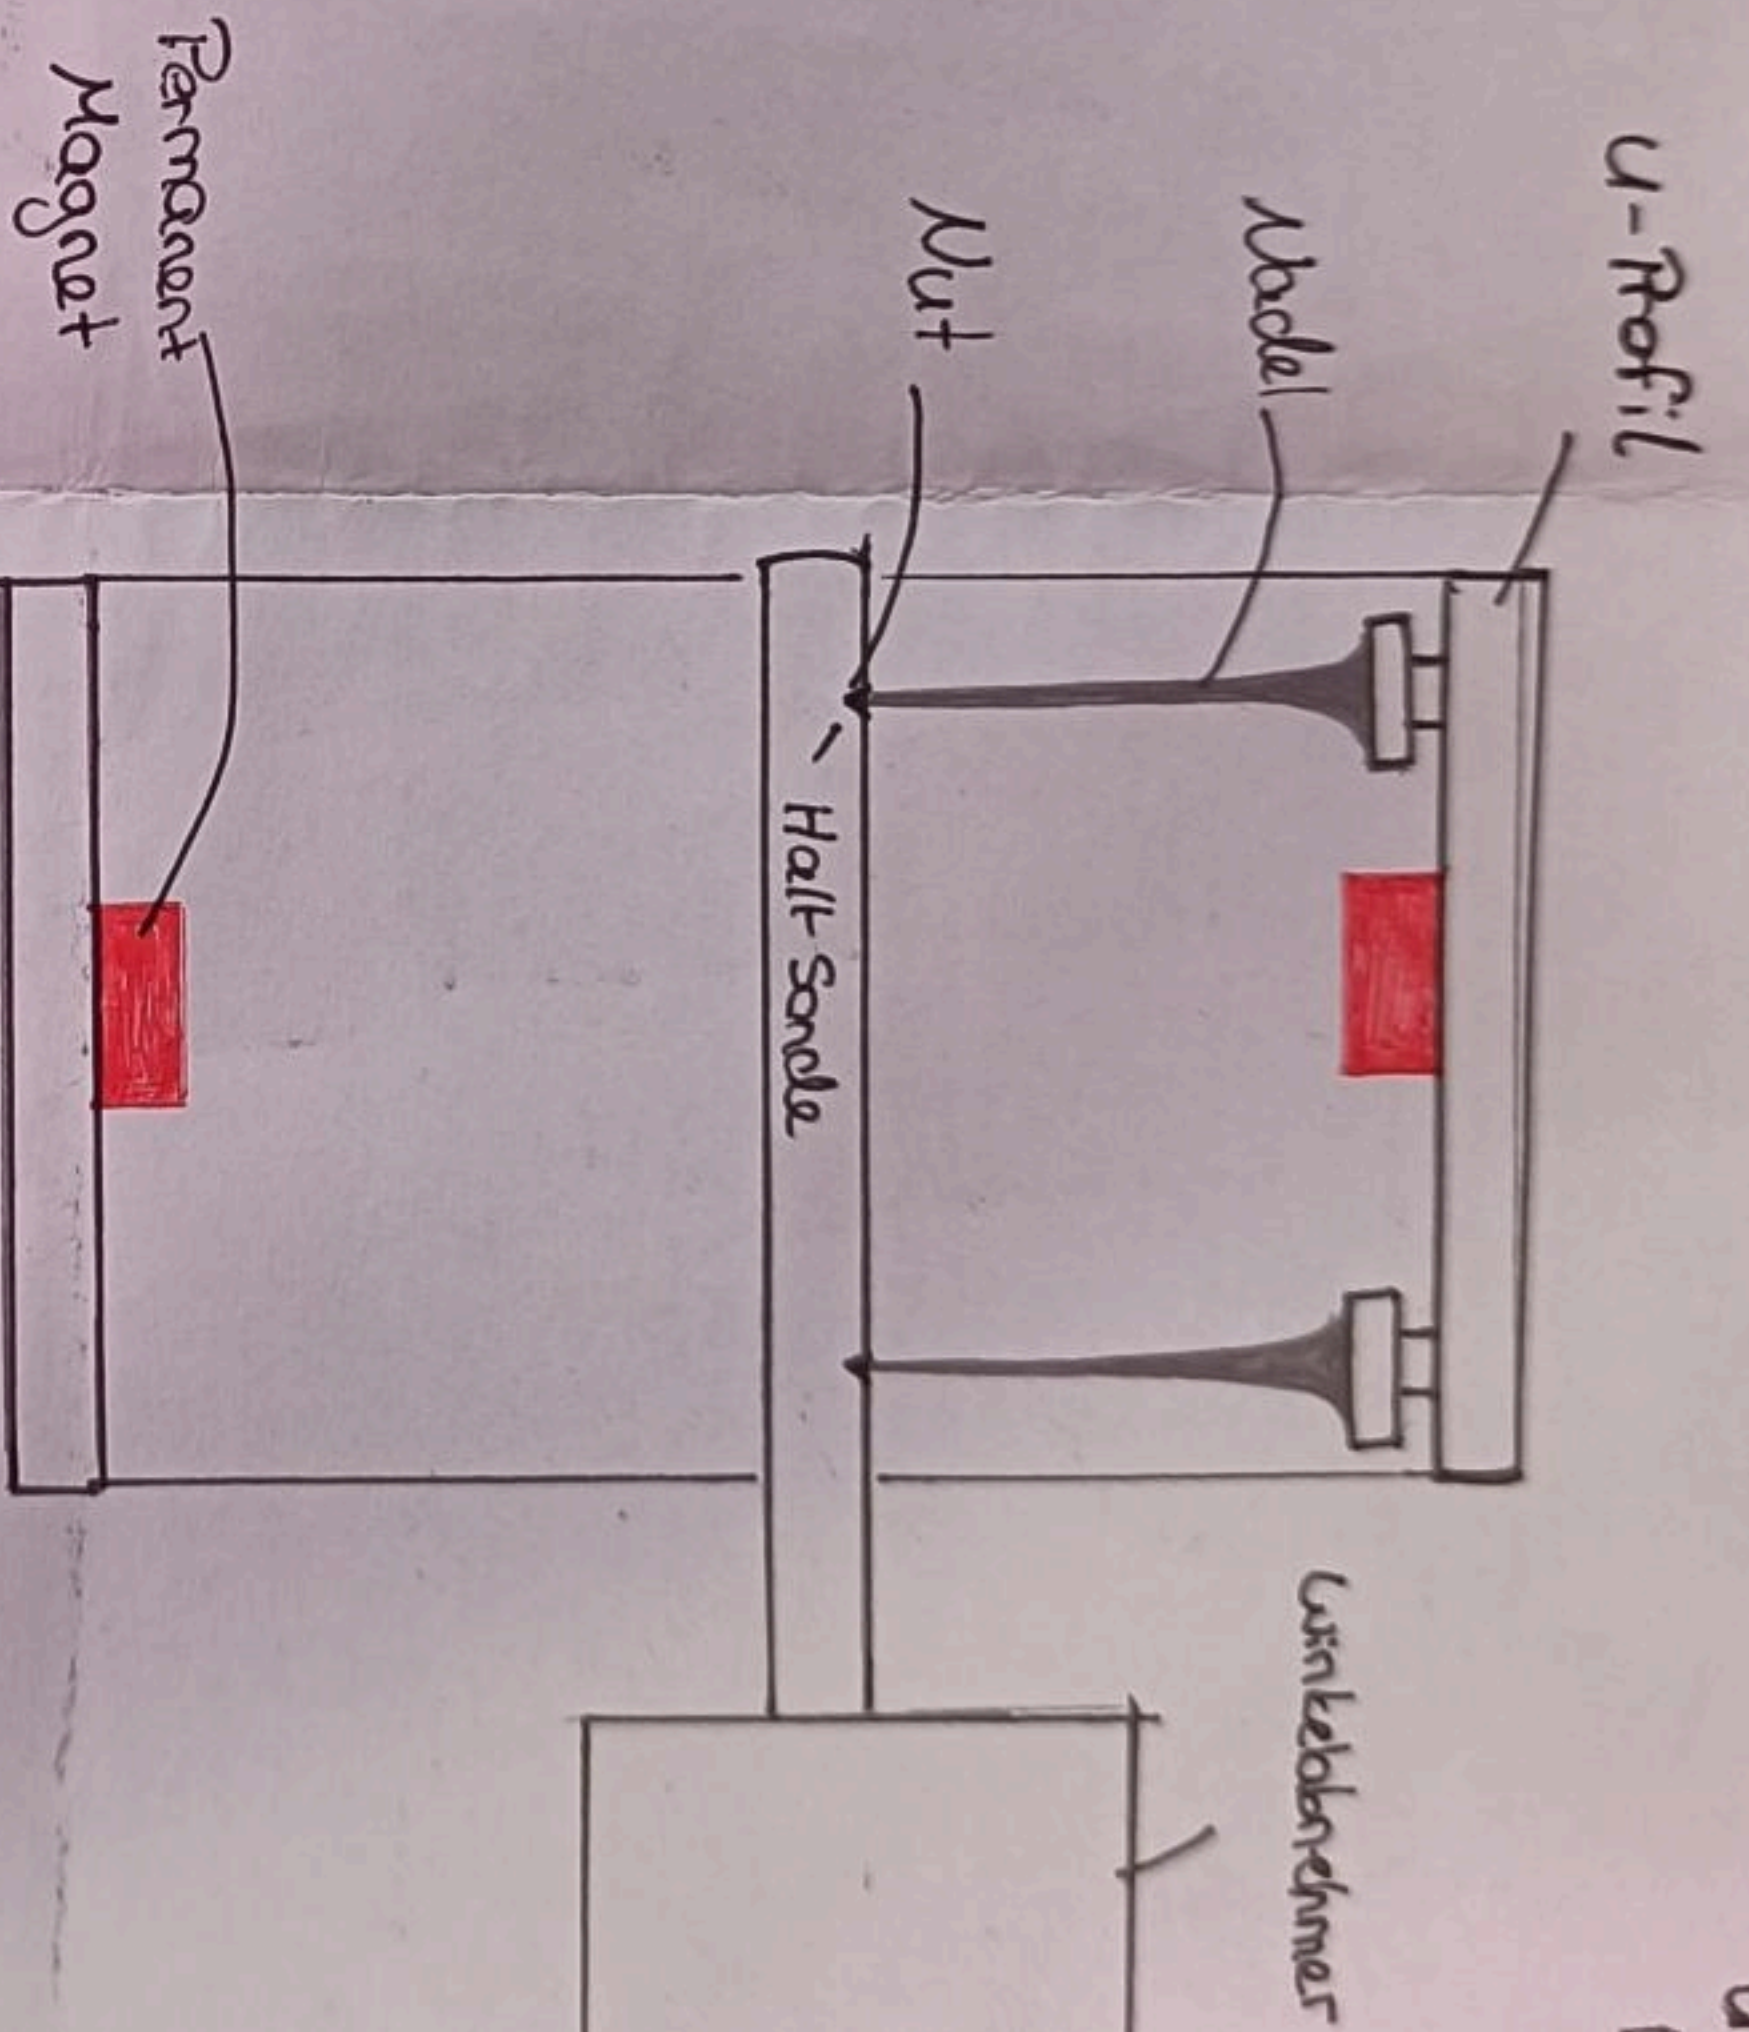 U-Profil
Nadel
Nut
Permanent
Magnet
Hall-Sonde
Winkelabnehmer